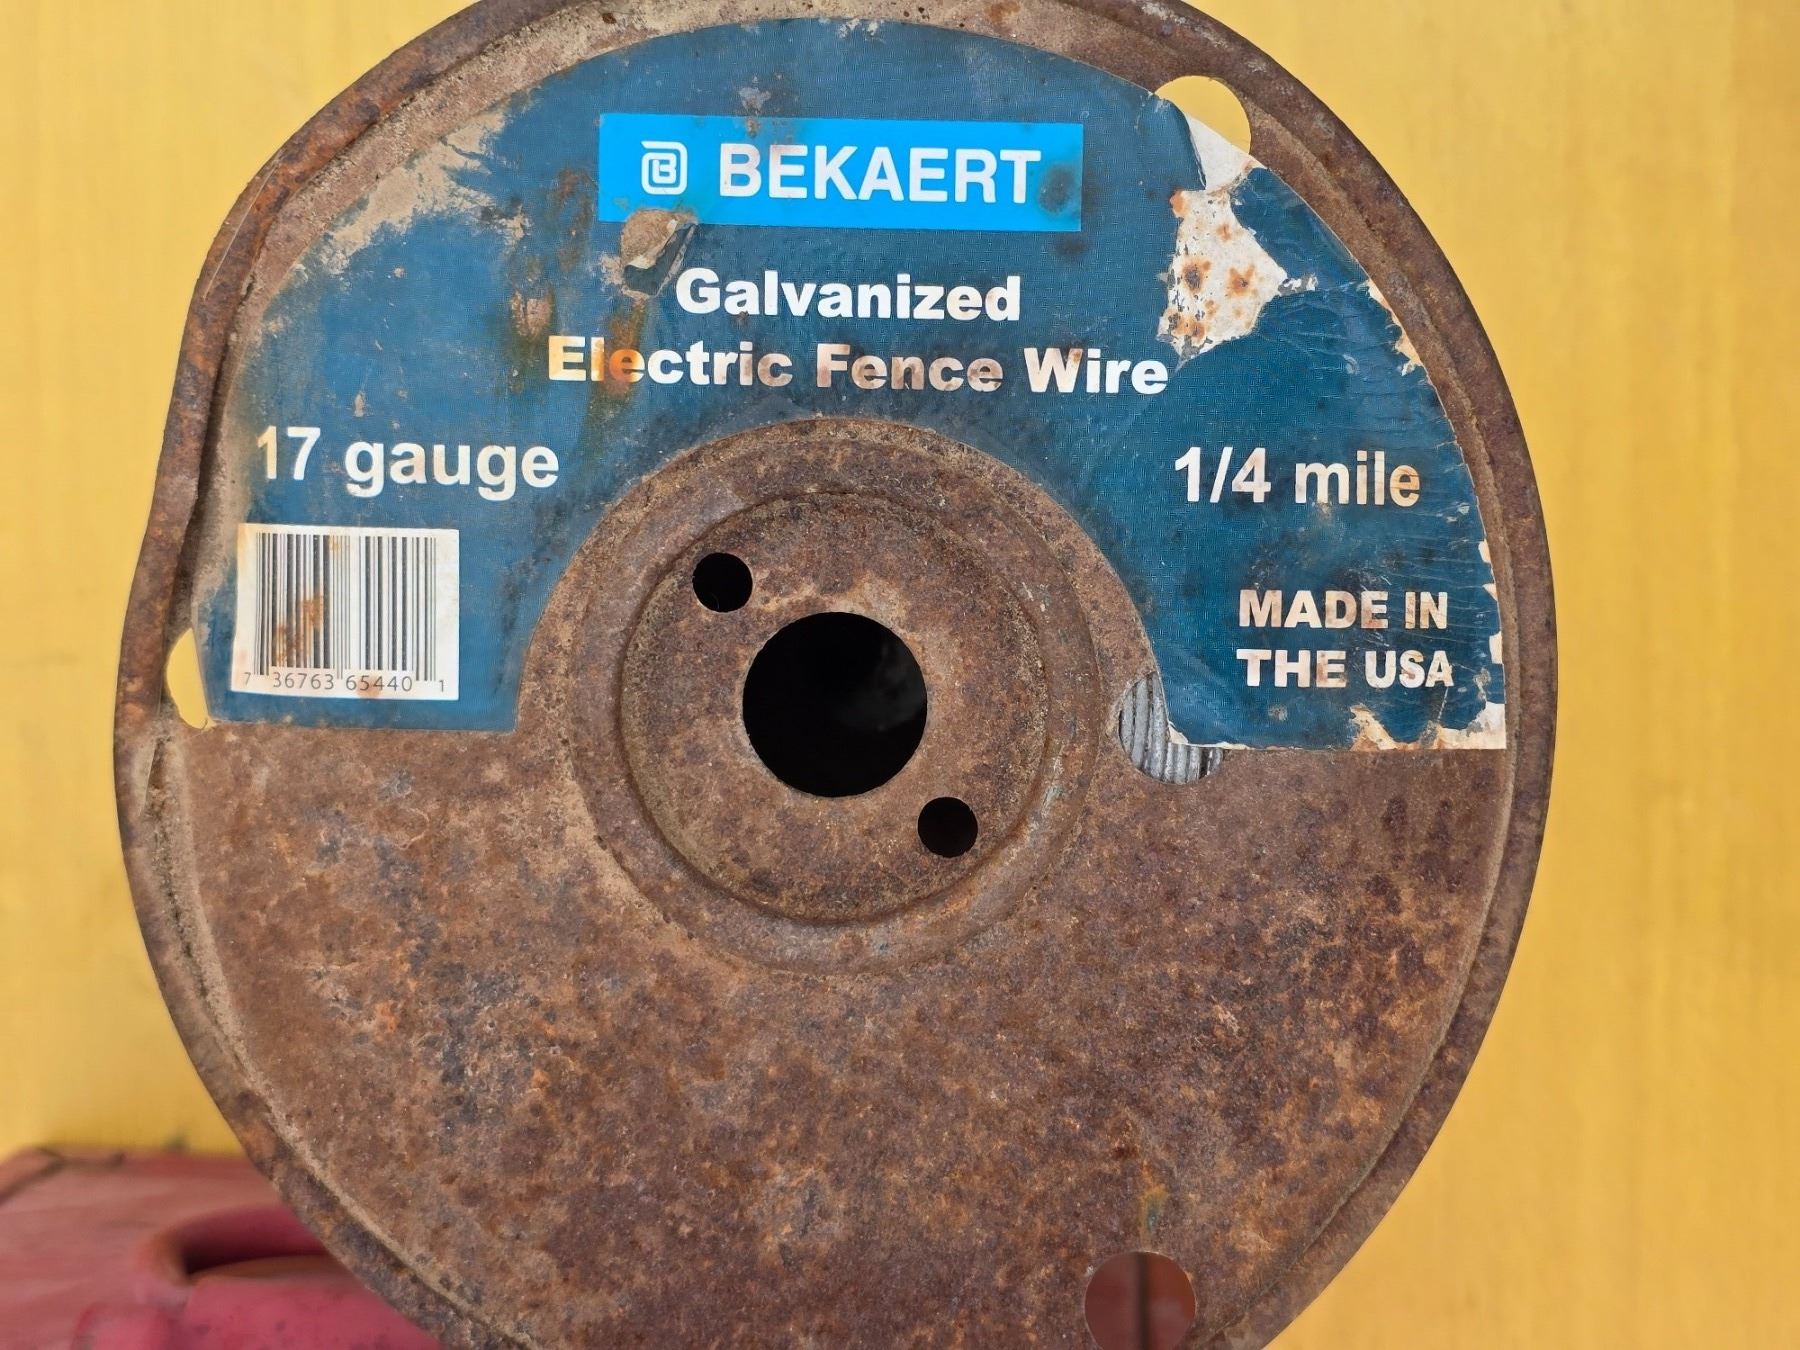 BEKAERT
Galvanized
Electric Fence Wire
17 gauge
1/4 mile
MADE IN
THE USA
7 36763 65440 1